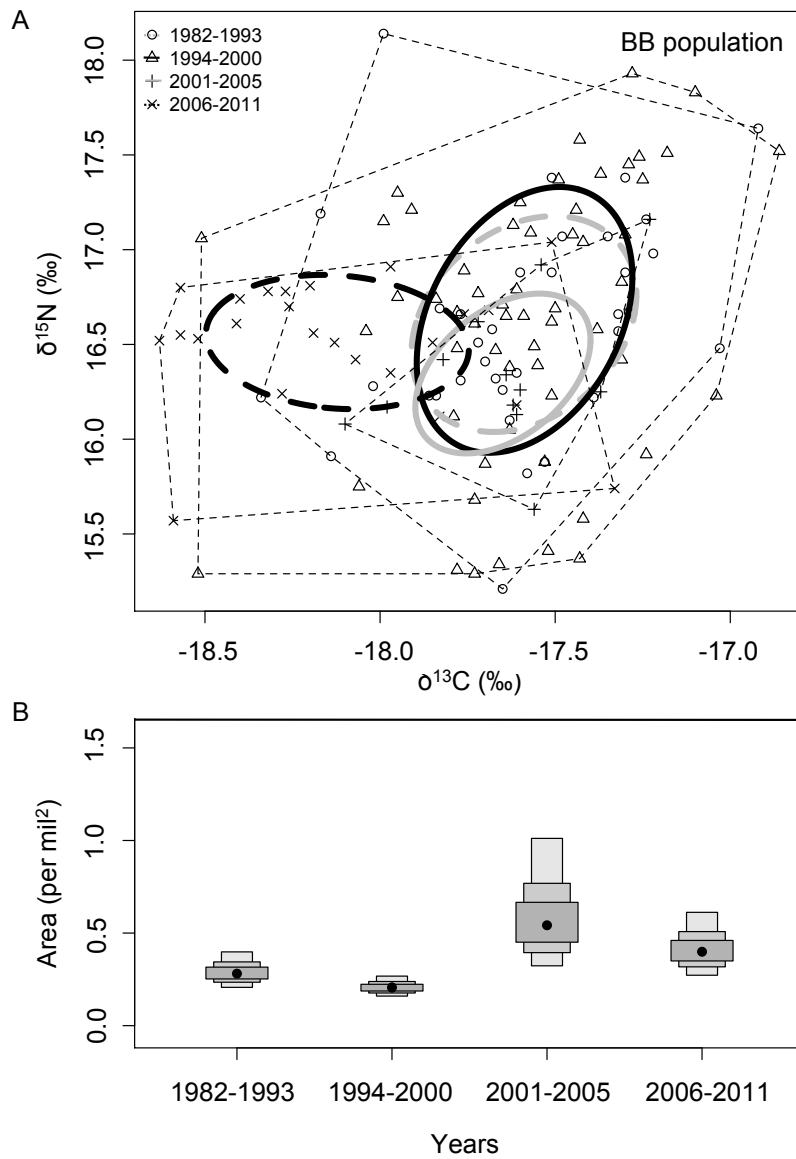 A
BB population
1982-1993
1994-2000
2001-2005
2006-2011
18.0
17.5
17.0
16.5
16.0
15.5
δ15N (‰)
-18.5 -18.0 -17.5 -17.0
δ13C (‰)
B
1.5
1.0
0.5
0.0
Area (per mil²)
1982-1993 1994-2000 2001-2005 2006-2011
Years